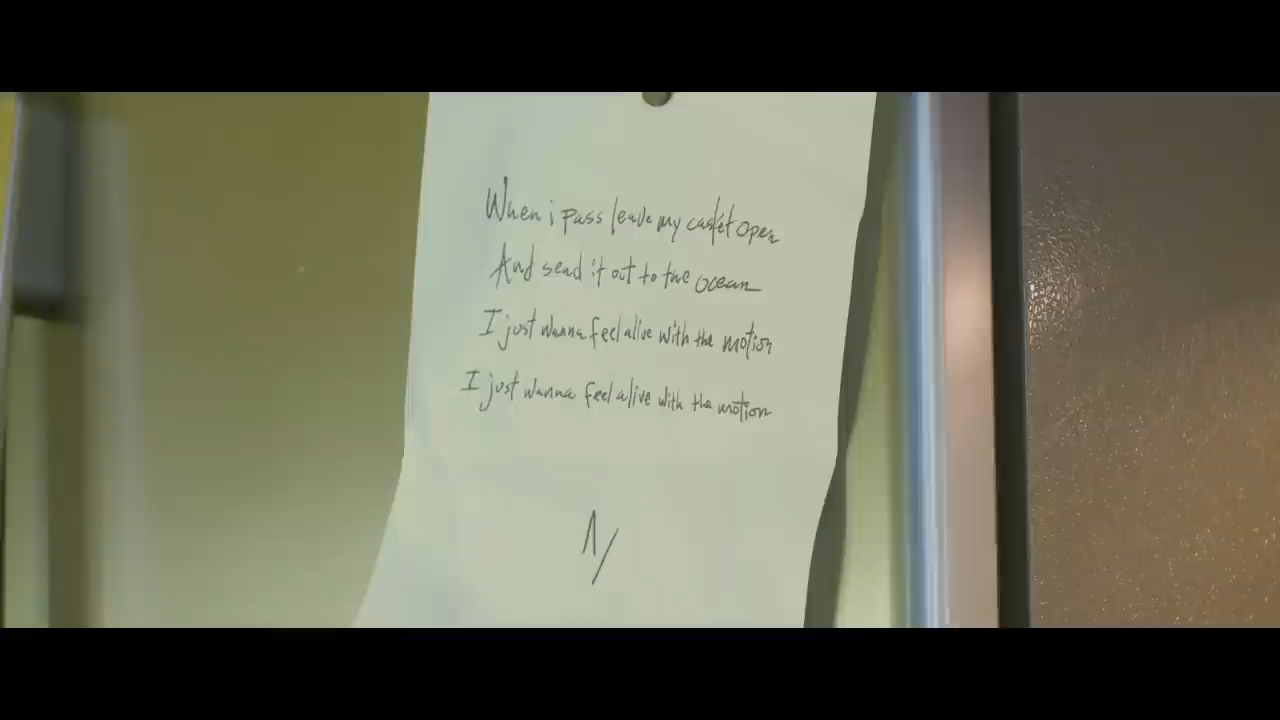 When i pass leave my casket open
And send it out to the ocean
I just wanna feel alive with the motion
I just wanna feel alive with the motion